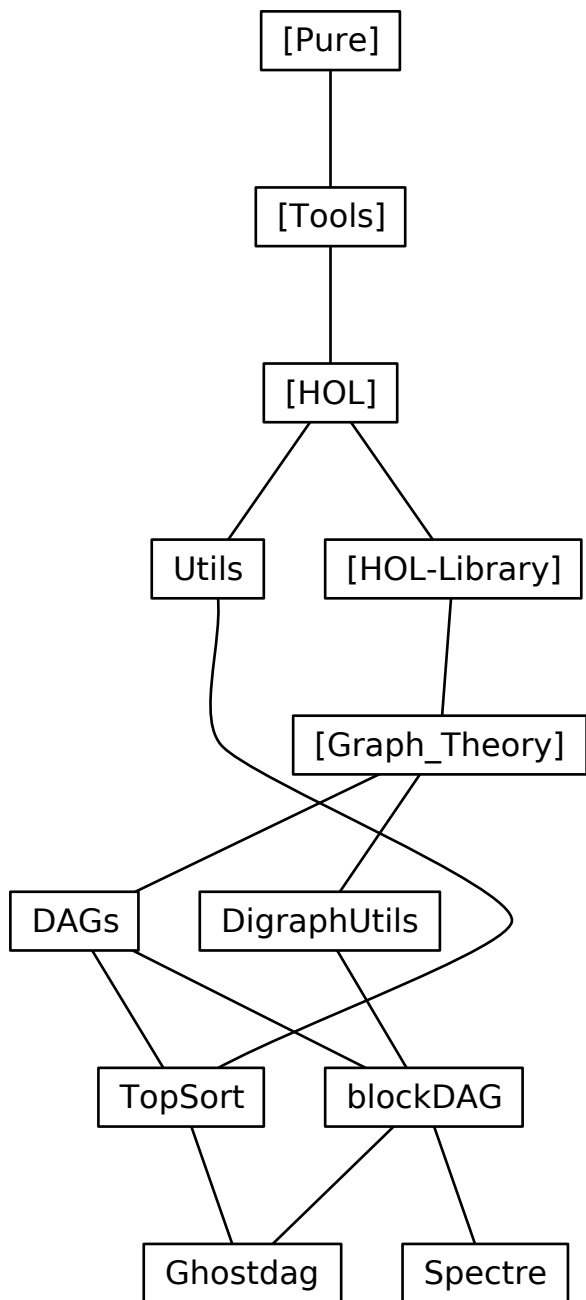 [Pure]
[Tools]
[HOL]
Utils
[HOL-Library]
[Graph_Theory]
DAGs
DigraphUtils
TopSort
blockDAG
Ghostdag
Spectre